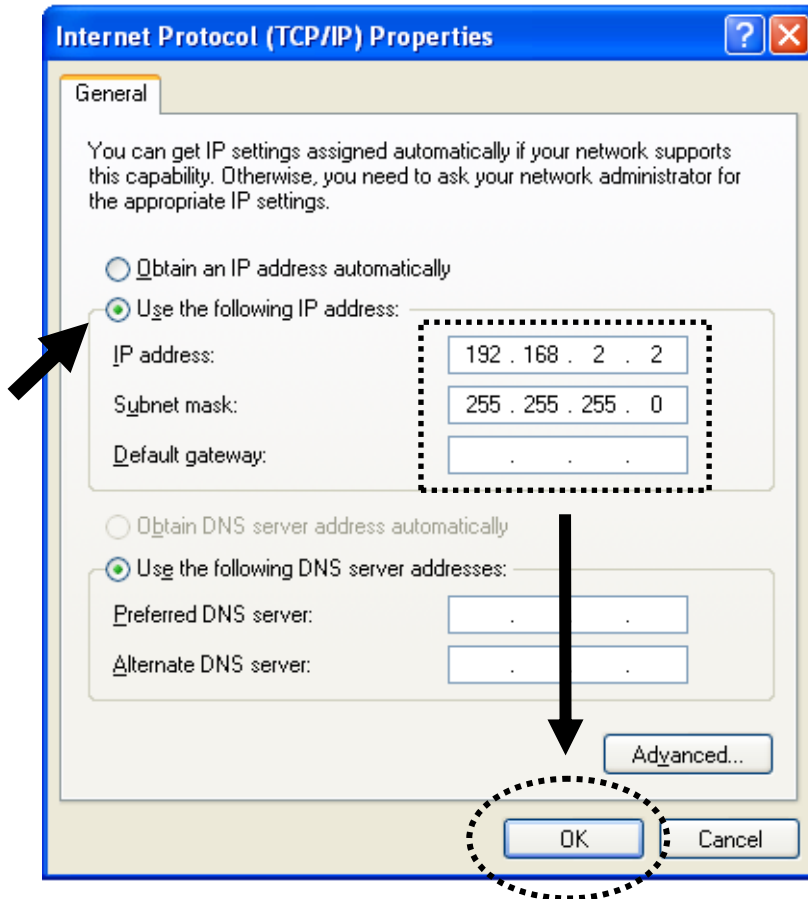 Internet Protocol (TCP/IP) Properties
General
You can get IP settings assigned automatically if your network supports
this capability. Otherwise, you need to ask your network administrator for
the appropriate IP settings.
Obtain an IP address automatically
Use the following IP address:
IP address: 192 . 168 . 2 . 2
Subnet mask: 255 . 255 . 255 . 0
Default gateway: . . .
Obtain DNS server address automatically
Use the following DNS server addresses:
Preferred DNS server: . .
Alternate DNS server: . .
Advanced...
OK Cancel